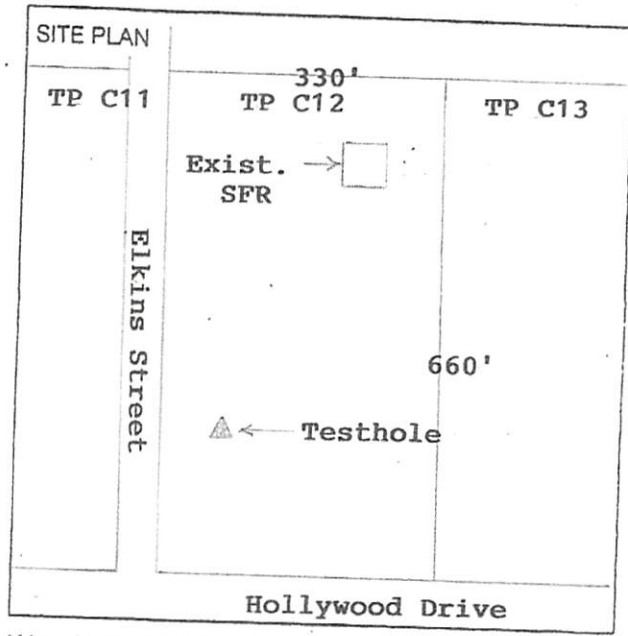 SITE PLAN
330'
TP C11
TP C12
TP C13
Exist.
SFR
Elkins Street
660'
Testhole
Hollywood Drive